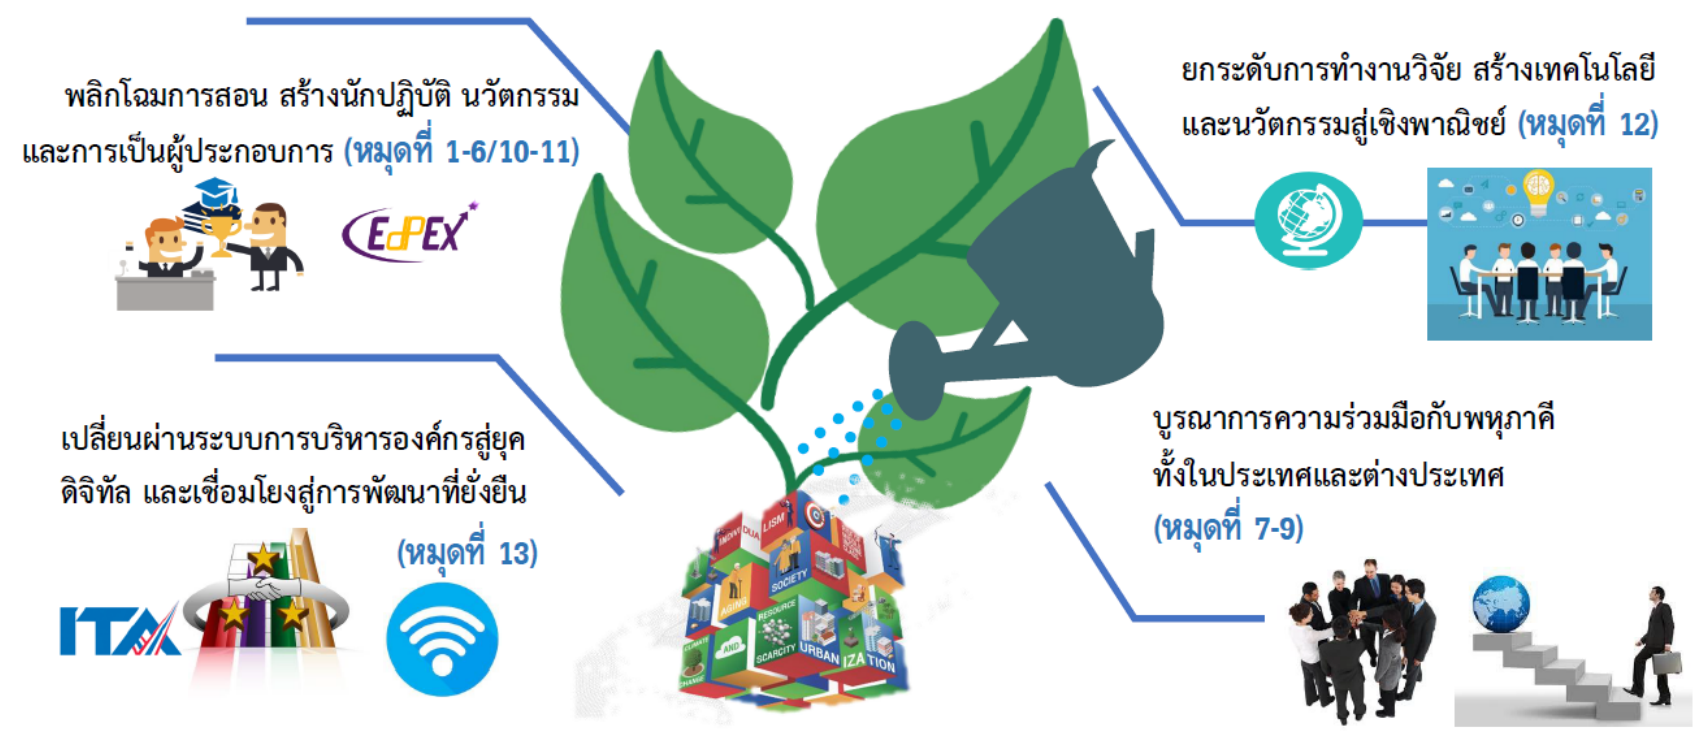 พลิกโฉมการสอน สร้างนักปฏิบัติ นวัตกรรม
และการเป็นผู้ประกอบการ (หมุดที่ 1-6/10-11)
EdPEx
ยกระดับการทำงานวิจัย สร้างเทคโนโลยี
และนวัตกรรมสู่เชิงพาณิชย์ (หมุดที่ 12)
เปลี่ยนผ่านระบบการบริหารองค์กรสู่ยุค
ดิจิทัล และเชื่อมโยงสู่การพัฒนาที่ยั่งยืน
(หมุดที่ 13)
ITA
บูรณาการความร่วมมือกับพหุภาคี
ทั้งในประเทศและต่างประเทศ
(หมุดที่ 7-9)
INDIVIDUALISM
SOCIETY
AGING
RESOURCE
SCARCITY
CLIMATE
AND
CHANGE
URBANIZATION